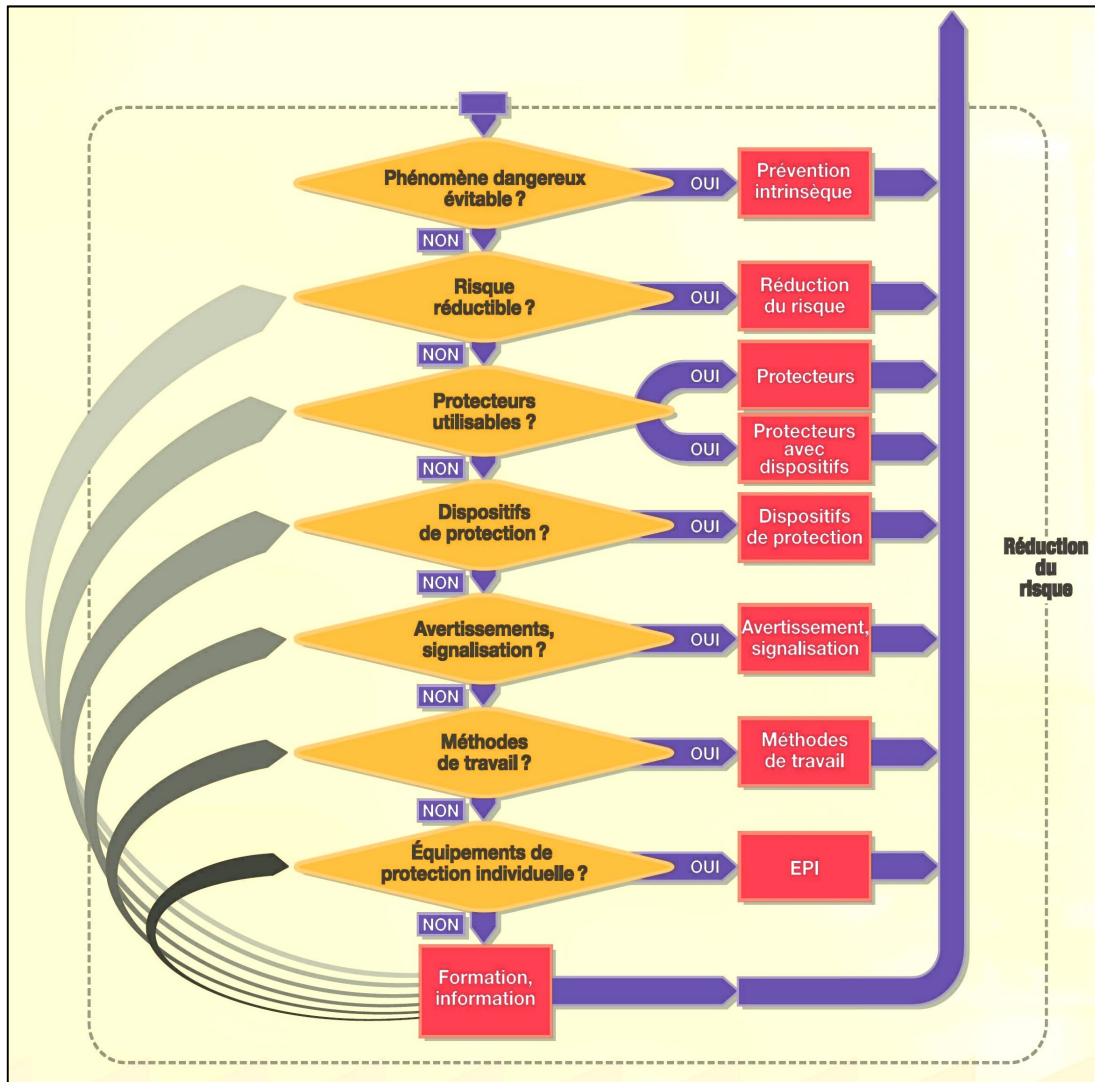 Phénomène dangereux
évitable ?
OUI
Prévention
intrinsèque
NON
Risque
réductible ?
OUI
Réduction
du risque
NON
Protecteurs
utilisables ?
OUI
Protecteurs
OUI
Protecteurs
avec
dispositifs
NON
Dispositifs
de protection ?
OUI
Dispositifs
de protection
Réduction
du
risque
NON
Avertissements,
signalisation ?
OUI
Avertissement,
signalisation
NON
Méthodes
de travail ?
OUI
Méthodes
de travail
NON
Équipements de
protection individuelle ?
OUI
EPI
NON
Formation,
information